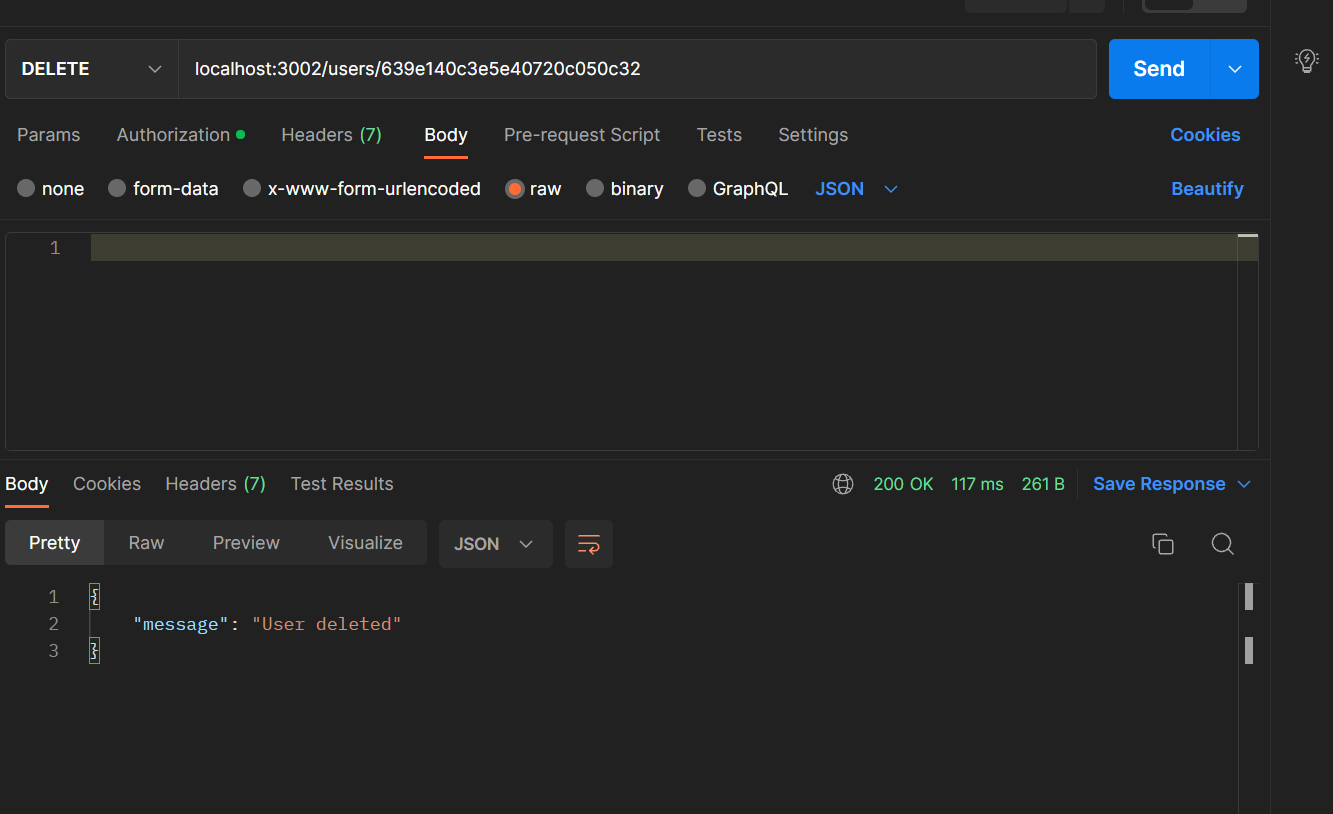 DELETE localhost:3002/users/639e140c3e5e40720c050c32 Send
Params Authorization Headers (7) Body Pre-request Script Tests Settings Cookies
none form-data x-www-form-urlencoded raw binary GraphQL JSON Beautify
1
Body Cookies Headers (7) Test Results 200 OK 117 ms 261 B Save Response
Pretty Raw Preview Visualize JSON
1 {
2 "message": "User deleted"
3 }